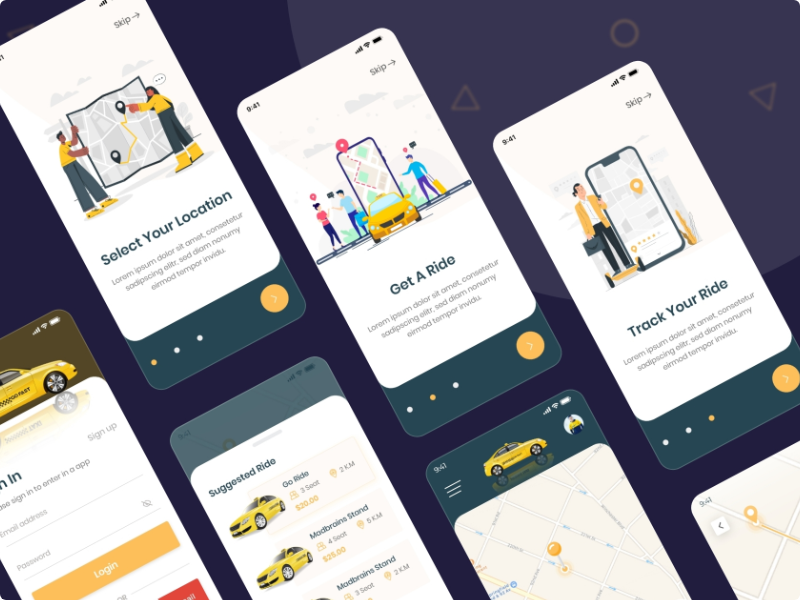 Skip →
Select Your Location
Lorem ipsum dolor sit amet, consetetur
sadipscing elitr, sed diam nonumy
eirmod tempor invidu.
9:41
Skip →
Get A Ride
Lorem ipsum dolor sit amet, consetetur
sadipscing elitr, sed diam nonumy
eirmod tempor invidu.
9:41
Skip →
Track Your Ride
Lorem ipsum dolor sit amet, consetetur
sadipscing elitr, sed diam nonumy
eirmod tempor invidu.
Sign up
In
sign in to enter in a app
Email address
Password
Login
OR
9:41
Suggested Ride
Go Ride
3 Seat
2 KM
$20.00
Madbrains Stand
4 Seat
5 KM
$25.00
Madbrains Stand
3 Seat
2 KM
9:41
9:41